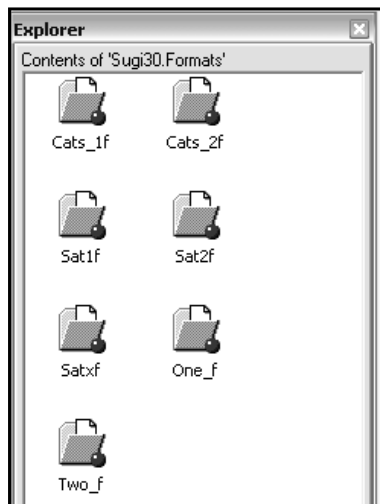 Explorer
Contents of 'Sugi30.Formats'
Cats_1f Cats_2f
Sat1f Sat2f
Satxf One_f
Two_f